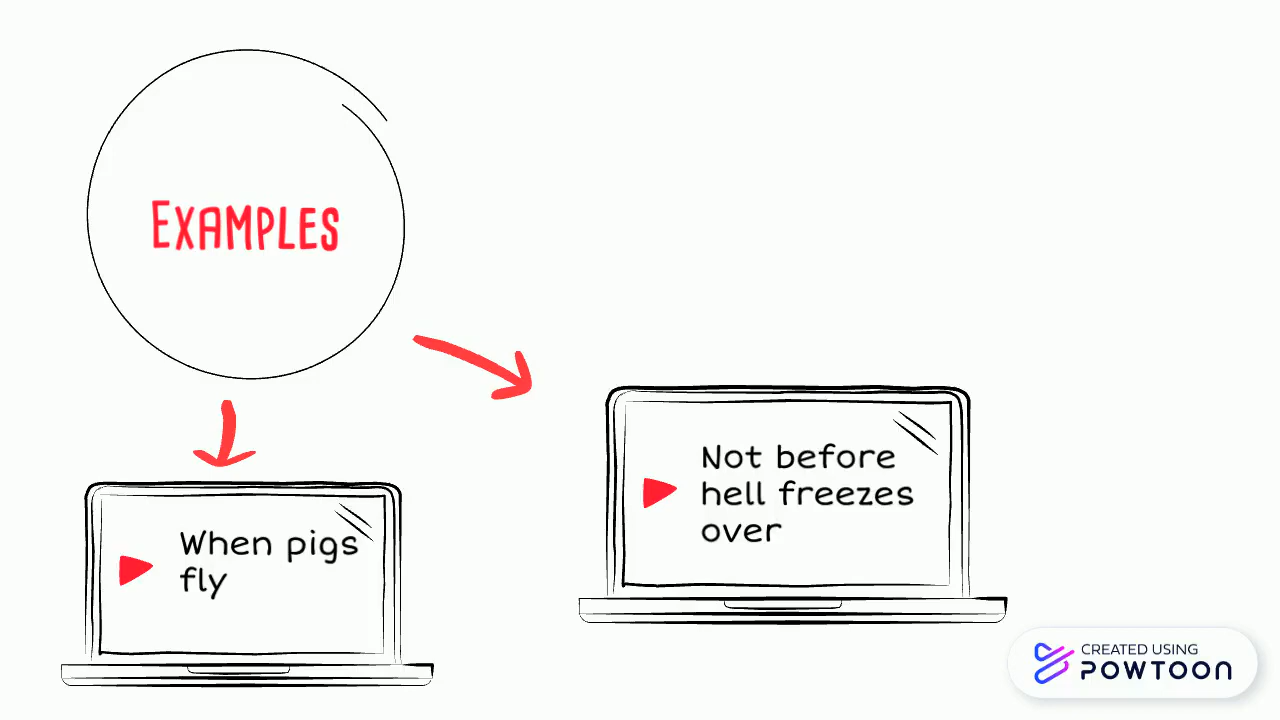 EXAMPLES
Not before
hell freezes
over
When pigs
fly
CREATED USING
POWTOON